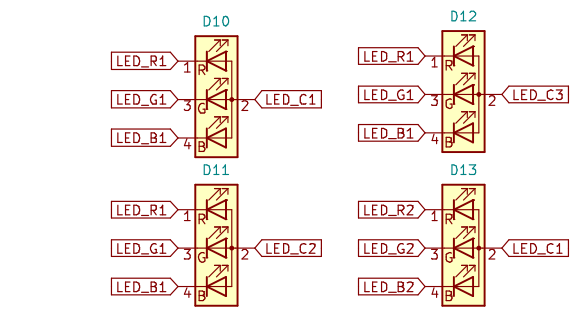 D10
LED_R1 1 R
LED_G1 3 G 2 LED_C1
LED_B1 4 B
D12
LED_R1 1 R
LED_G1 3 G 2 LED_C3
LED_B1 4 B
D11
LED_R1 1 R
LED_G1 3 G 2 LED_C2
LED_B1 4 B
D13
LED_R2 1 R
LED_G2 3 G 2 LED_C1
LED_B2 4 B